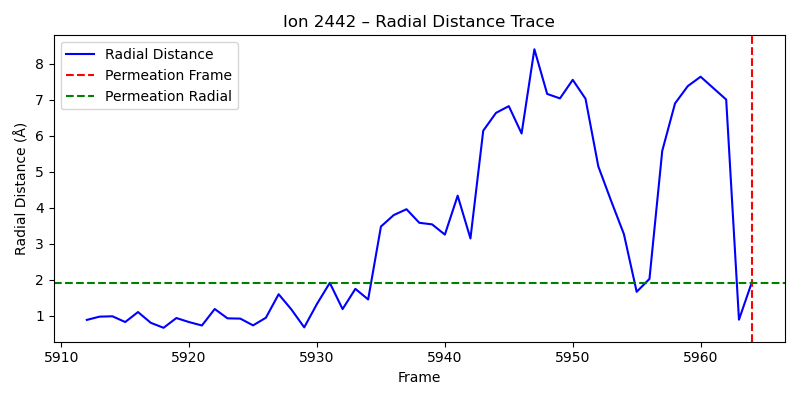 Ion 2442 – Radial Distance Trace
Radial Distance
Permeation Frame
Permeation Radial
Radial Distance (Å)
8
7
6
5
4
3
2
1
5910
5920
5930
5940
5950
5960
Frame